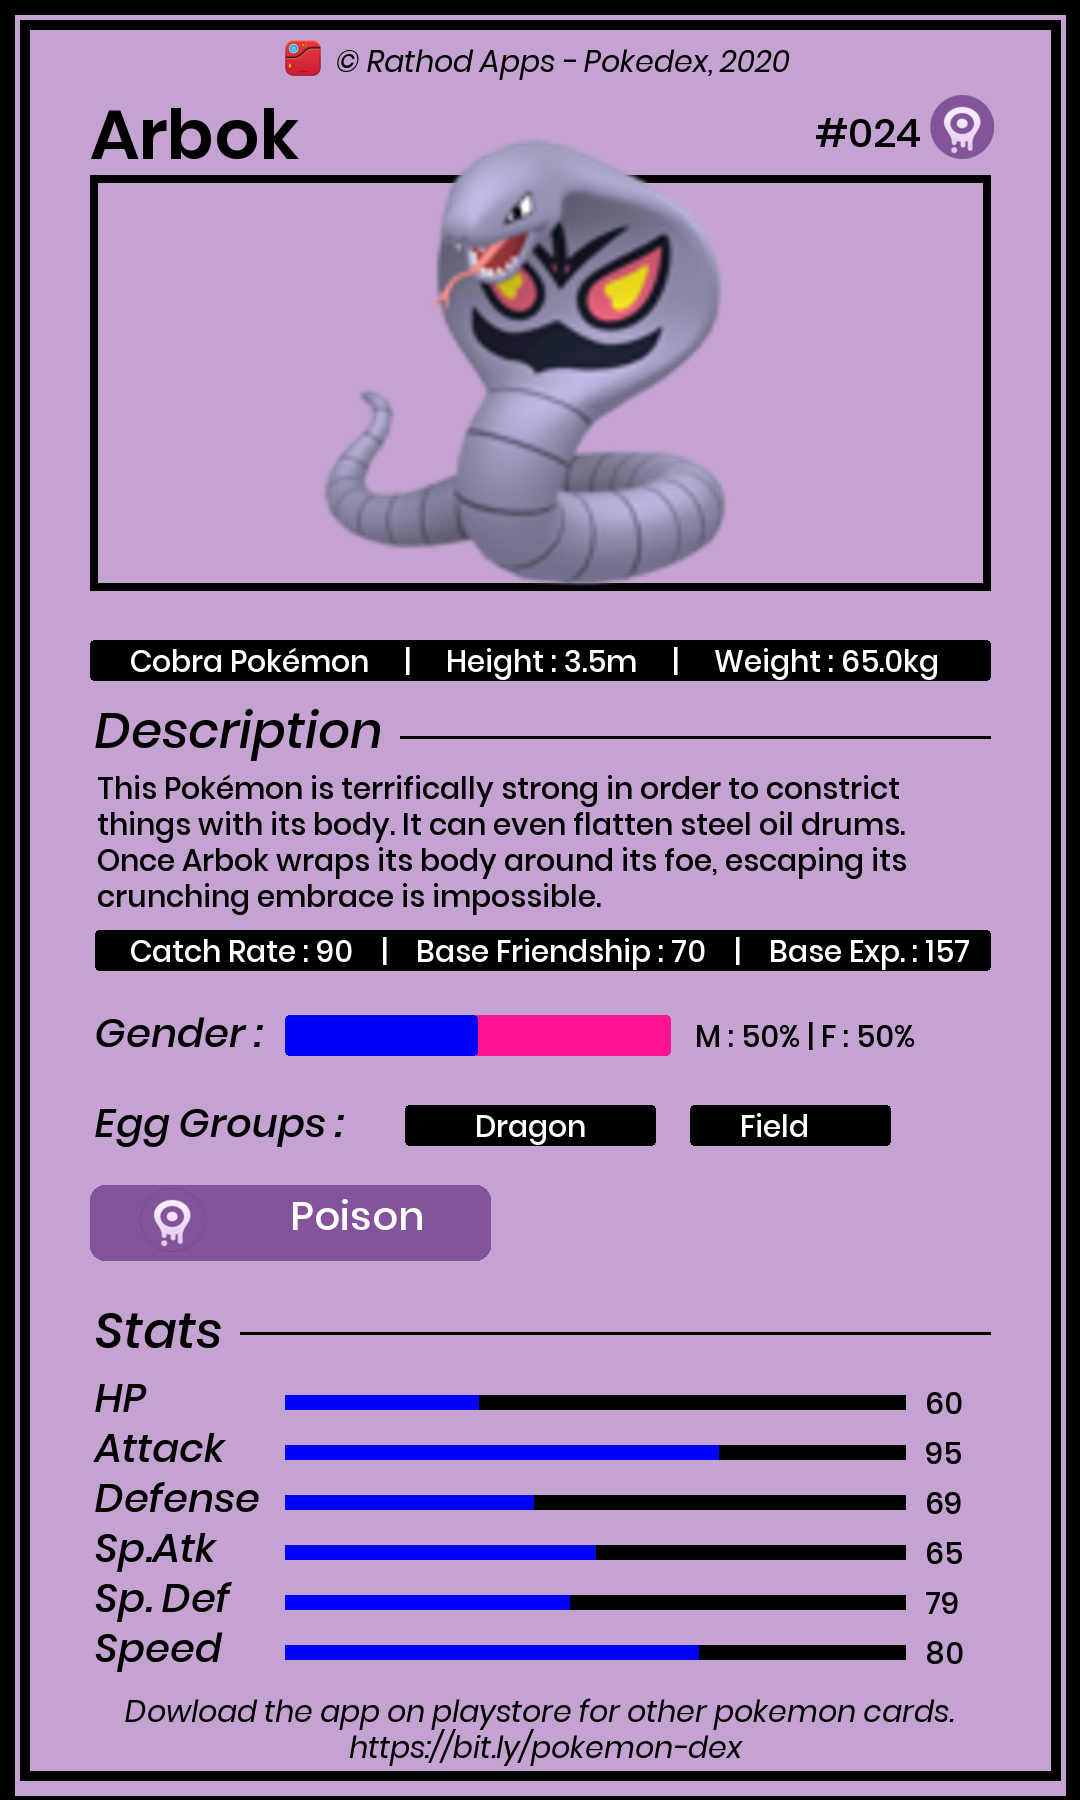 © Rathod Apps - Pokedex, 2020
Arbok
#024
Cobra Pokémon | Height : 3.5m | Weight : 65.0kg
Description
This Pokémon is terrifically strong in order to constrict
things with its body. It can even flatten steel oil drums.
Once Arbok wraps its body around its foe, escaping its
crunching embrace is impossible.
Catch Rate : 90 | Base Friendship : 70 | Base Exp. : 157
Gender : M : 50% | F : 50%
Egg Groups : Dragon Field
Poison
Stats
HP 60
Attack 95
Defense 69
Sp.Atk 65
Sp. Def 79
Speed 80
Dowload the app on playstore for other pokemon cards.
https://bit.ly/pokemon-dex